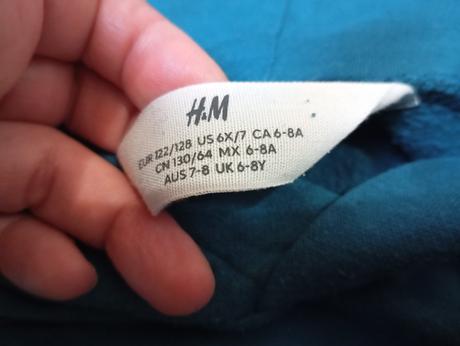 H&M
EUR 122/128 US 6X/7 CA 6-8A
CN 130/64 MX 6-8A
AUS 7-8 UK 6-8Y